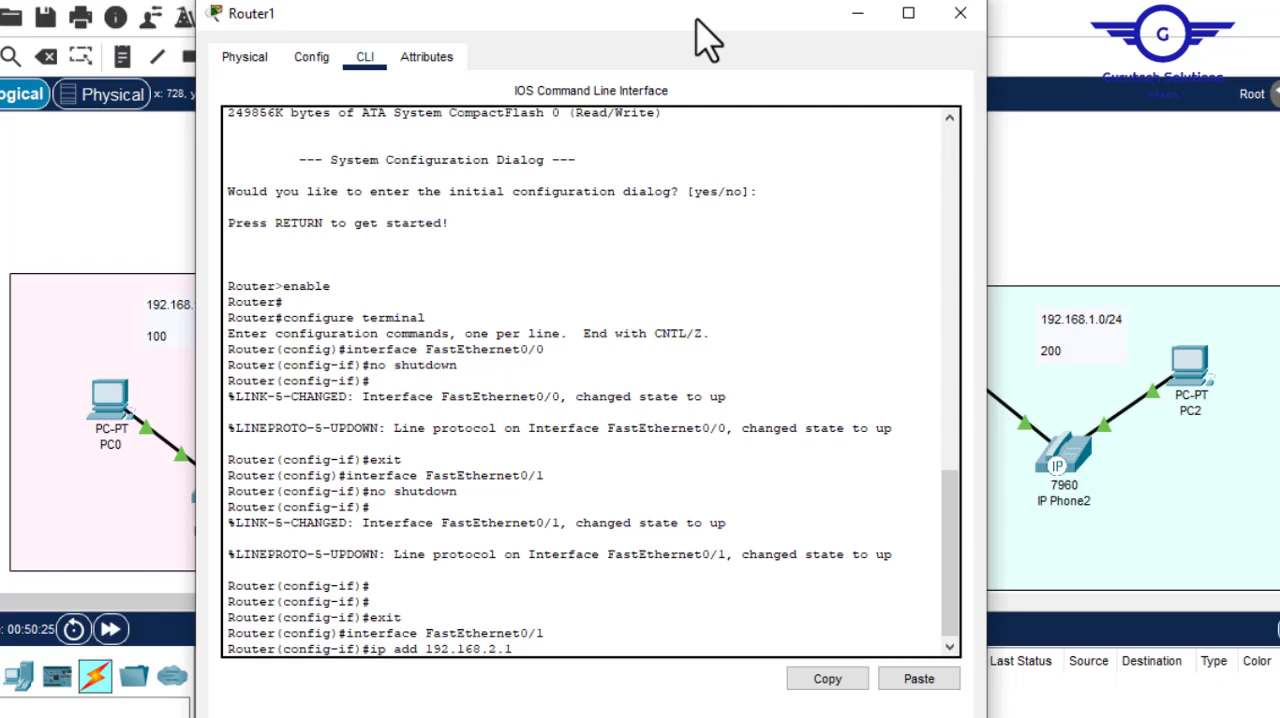 Router1
G
Gurutech Solutions
Physical
Config
CLI
Attributes
IOS Command Line Interface
ogical
Physical
x: 728, y
Root
249856K bytes of ATA System CompactFlash 0 (Read/Write)
--- System Configuration Dialog ---
Would you like to enter the initial configuration dialog? [yes/no]:
Press RETURN to get started!
Router>enable
Router#
Router#configure terminal
Enter configuration commands, one per line.  End with CNTL/Z.
Router(config)#interface FastEthernet0/0
Router(config-if)#no shutdown
Router(config-if)#
%LINK-5-CHANGED: Interface FastEthernet0/0, changed state to up
%LINEPROTO-5-UPDOWN: Line protocol on Interface FastEthernet0/0, changed state to up
Router(config-if)#exit
Router(config)#interface FastEthernet0/1
Router(config-if)#no shutdown
Router(config-if)#
%LINK-5-CHANGED: Interface FastEthernet0/1, changed state to up
%LINEPROTO-5-UPDOWN: Line protocol on Interface FastEthernet0/1, changed state to up
Router(config-if)#
Router(config-if)#
Router(config-if)#exit
Router(config)#interface FastEthernet0/1
Router(config-if)#ip add 192.168.2.1
Copy
Paste
192.168.
100
PC-PT
PC0
192.168.1.0/24
200
PC-PT
PC2
IP
7960
IP Phone2
: 00:50:25
Last Status
Source
Destination
Type
Color